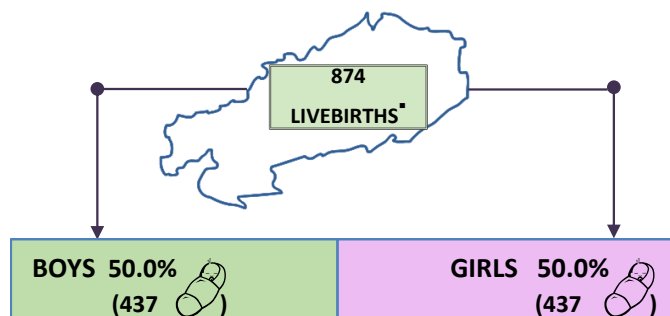 874
LIVEBIRTHS▪
BOYS 50.0%
(437 )
GIRLS 50.0%
(437 )